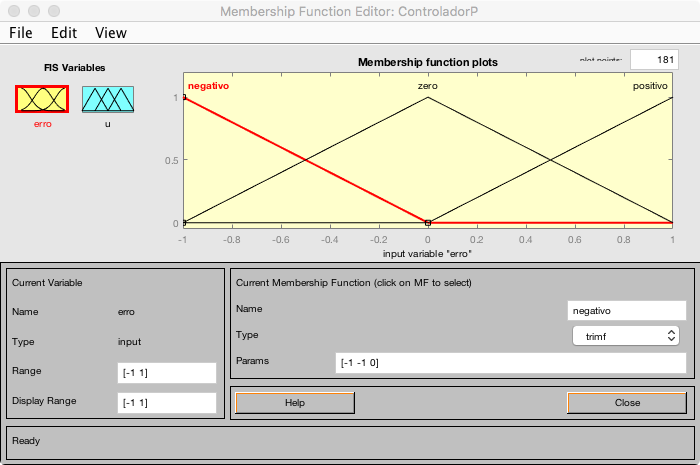 Membership Function Editor: ControladorP
File Edit View
FIS Variables
erro
u
Membership function plots
plot points:
181
negativo
zero
positivo
1
0.5
0
-1 -0.8 -0.6 -0.4 -0.2 0 0.2 0.4 0.6 0.8 1
input variable "erro"
Current Variable
Name erro
Type input
Range [-1 1]
Display Range [-1 1]
Current Membership Function (click on MF to select)
Name negativo
Type trimf
Params [-1 -1 0]
Help Close
Ready